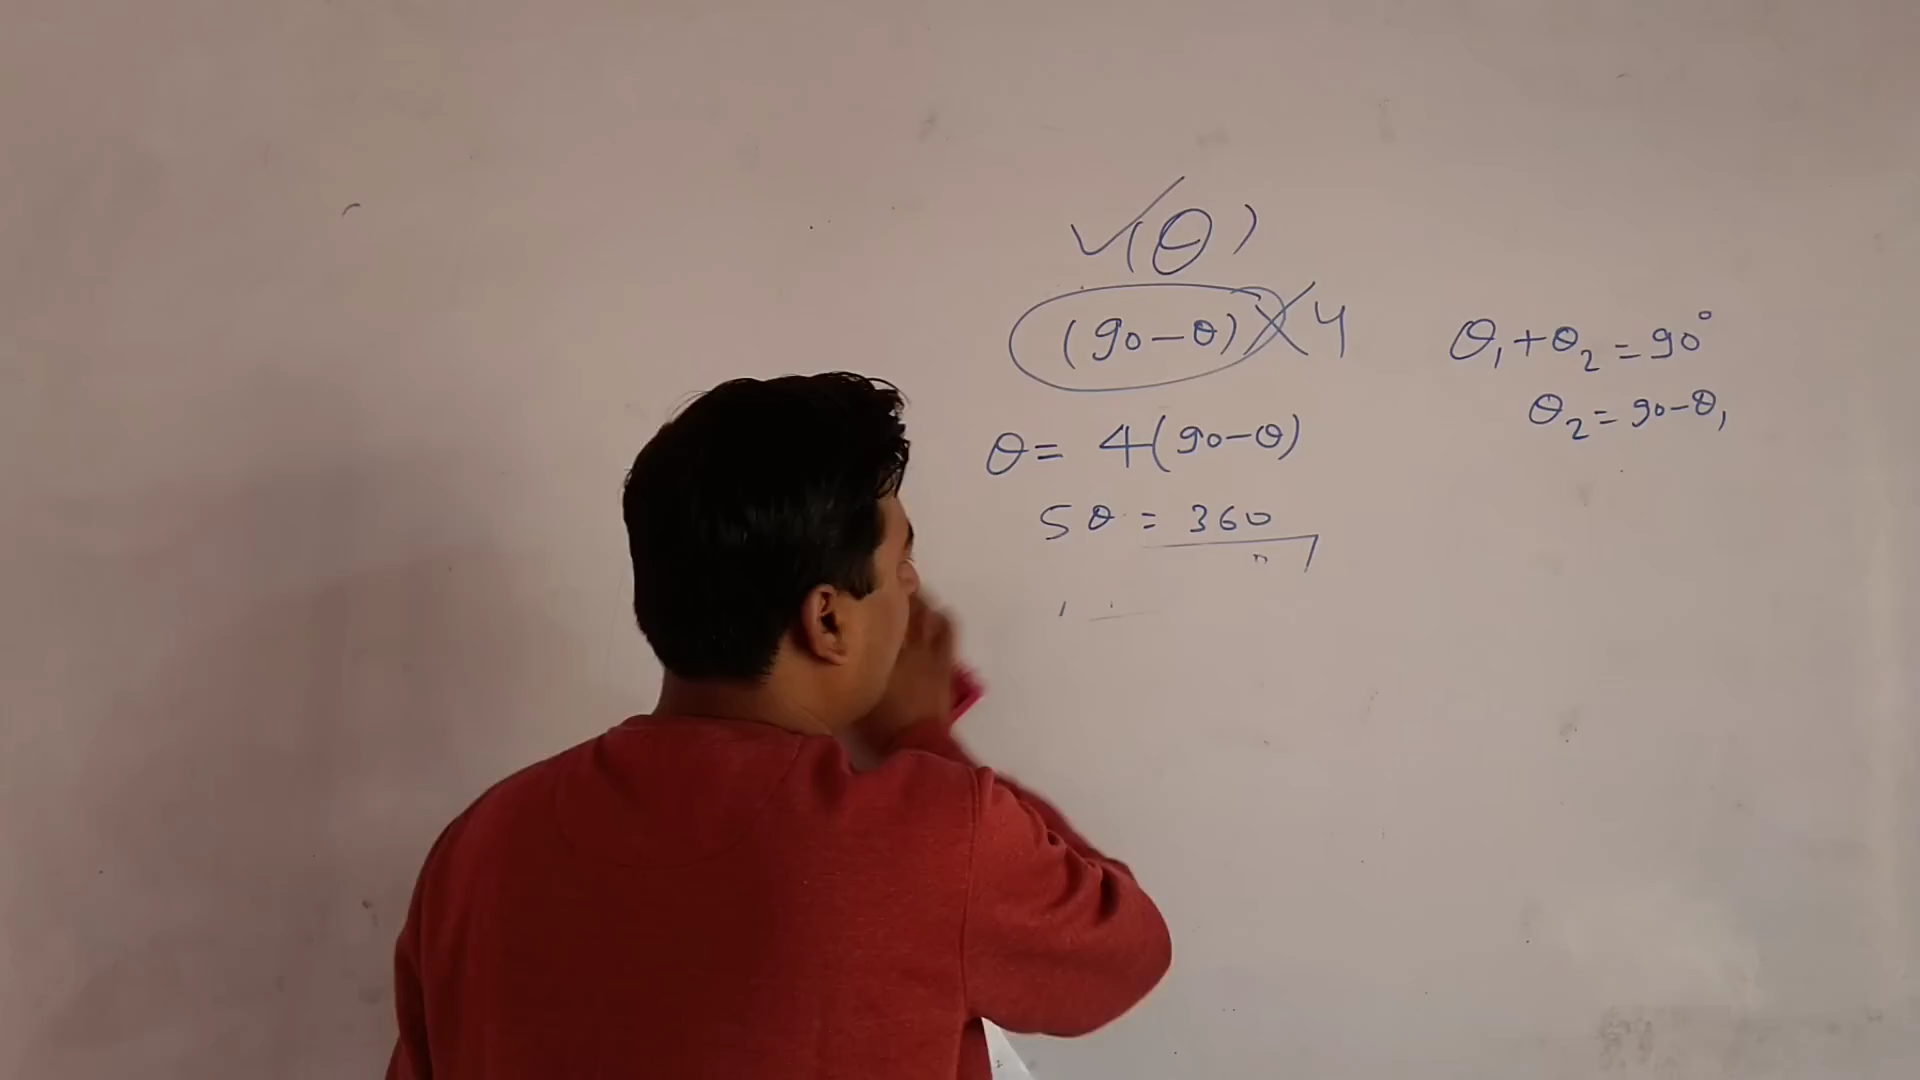 ✓(θ)
(90-θ)×4
θ= 4(90-θ)
5θ = 360
θ₁+θ₂=90°
θ₂=90-θ₁